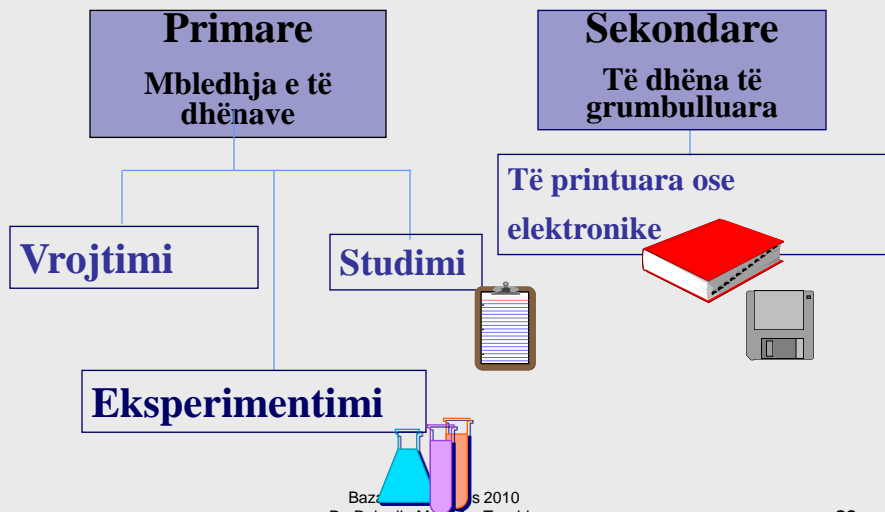 Primare
Mbledhja e të
dhënave
Sekondare
Të dhëna të
grumbulluara
Të printuara ose
elektronike
Vrojtimi
Studimi
Eksperimentimi
2010